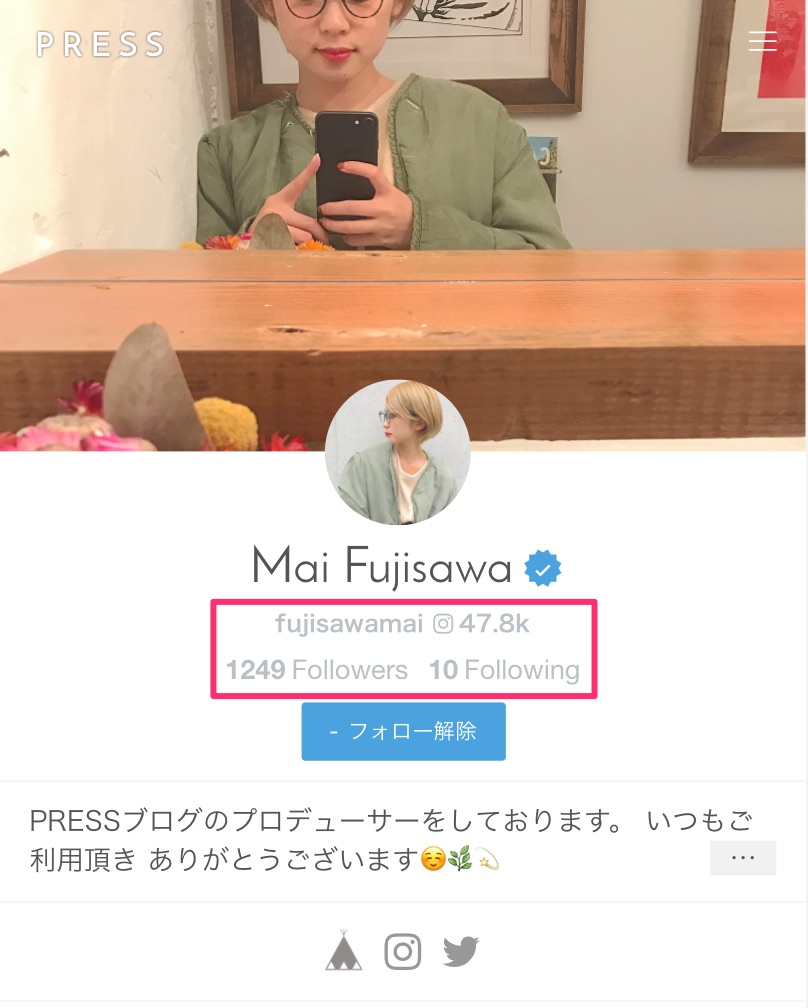 PRESS
Mai Fujisawa
fujisawamai 47.8k
1249 Followers 10 Following
- フォロー解除
PRESSブログのプロデューサーをしております。 いつもご
利用頂き ありがとうございます☺️🌿💫
...